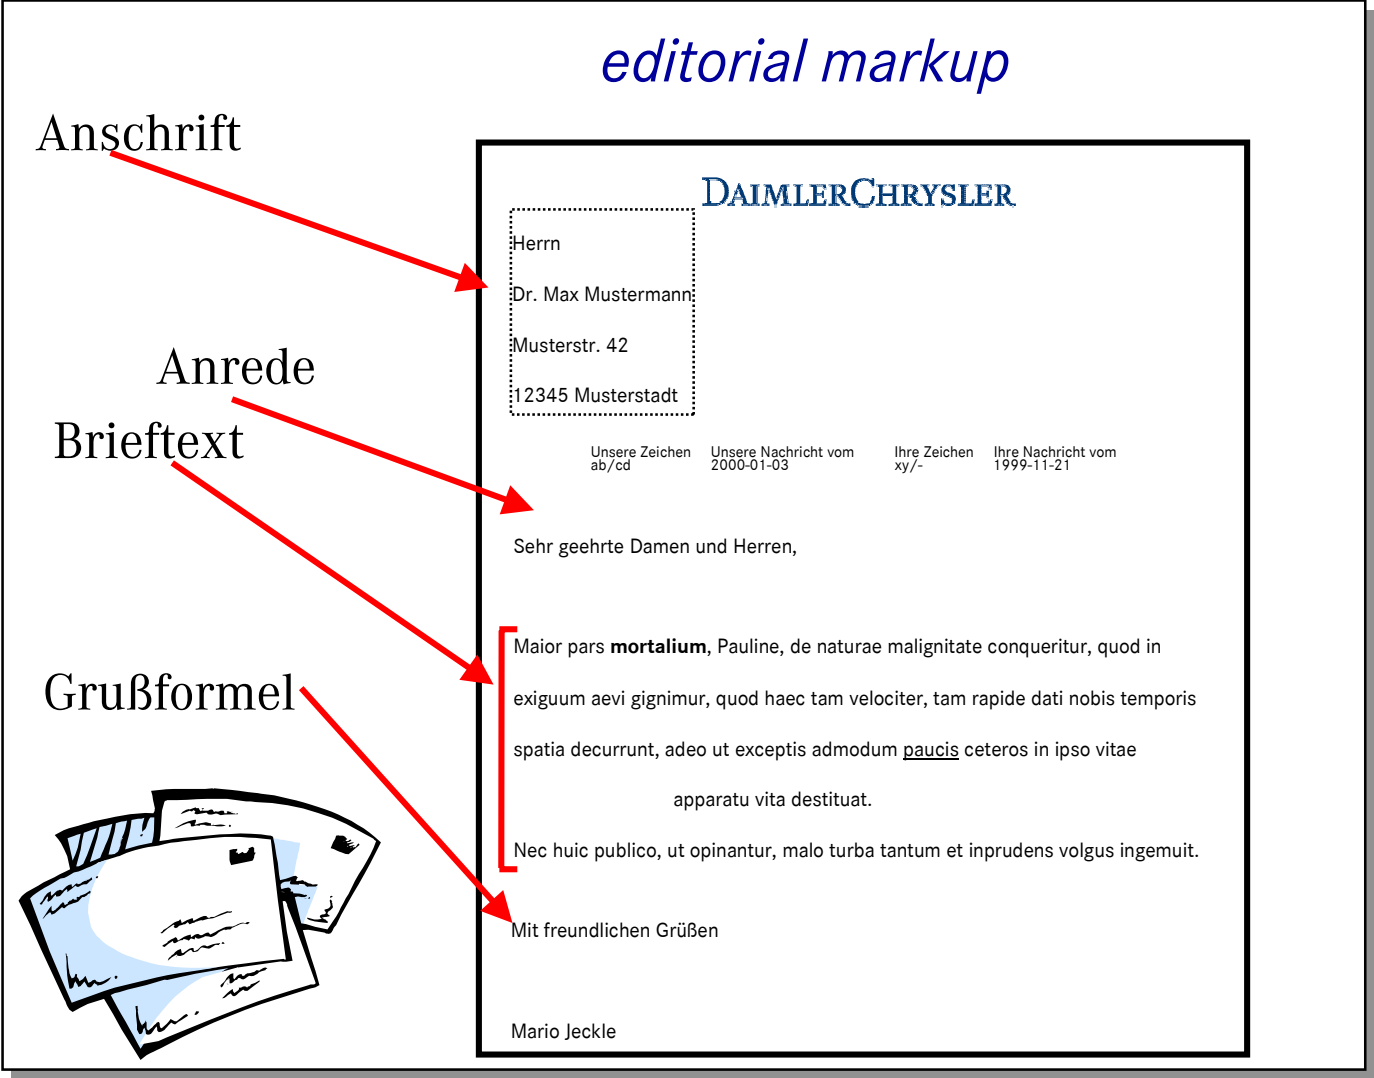 editorial markup
Anschrift
DAIMLERCHRYSLER
Herrn
Dr. Max Mustermann
Musterstr. 42
12345 Musterstadt
Anrede
Brieftext
Unsere Zeichen Unsere Nachricht vom Ihre Zeichen Ihre Nachricht vom
ab/cd 2000-01-03 xy/- 1999-11-21
Sehr geehrte Damen und Herren,
Maior pars mortalium, Pauline, de naturae malignitate conqueritur, quod in
exiguum aevi gignimur, quod haec tam velociter, tam rapide dati nobis temporis
spatia decurrunt, adeo ut exceptis admodum paucis ceteros in ipso vitae
apparatu vita destituat.
Nec huic publico, ut opinantur, malo turba tantum et inprudens volgus ingemuit.
Grußformel
Mit freundlichen Grüßen
Mario Jeckle